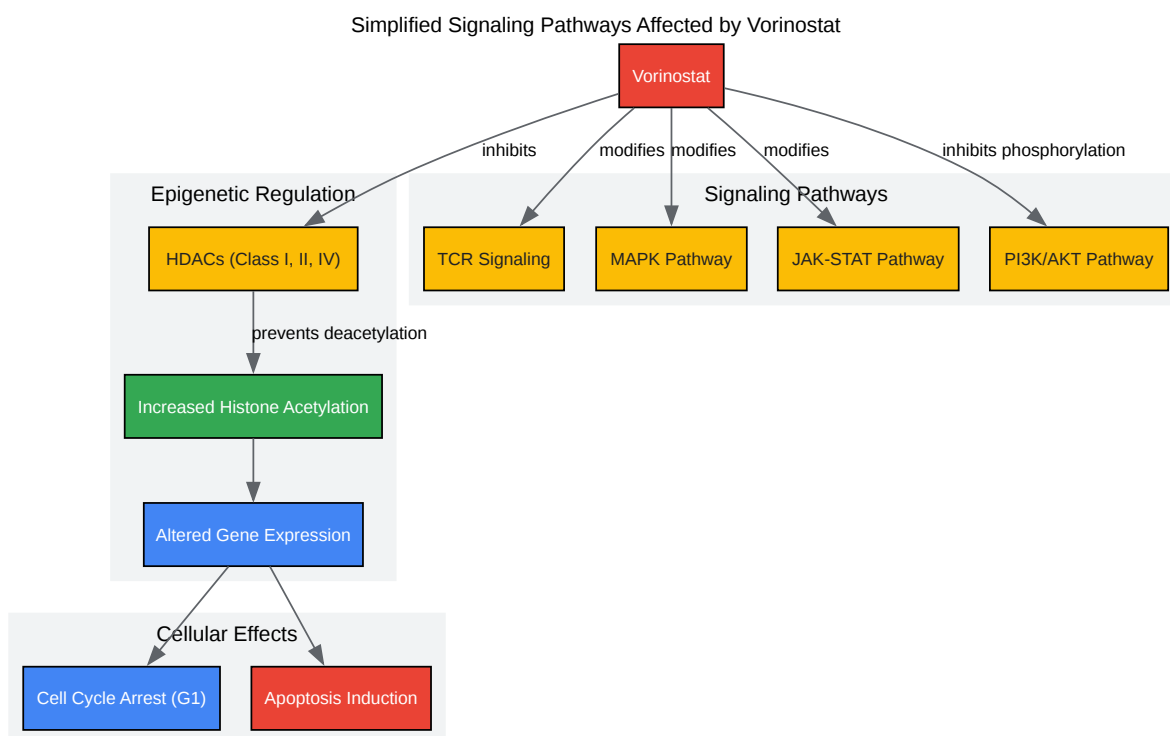 Simplified Signaling Pathways Affected by Vorinostat
Vorinostat
inhibits
modifies
modifies
modifies
inhibits phosphorylation
Epigenetic Regulation
Signaling Pathways
HDACs (Class I, II, IV)
TCR Signaling
MAPK Pathway
JAK-STAT Pathway
PI3K/AKT Pathway
prevents deacetylation
Increased Histone Acetylation
Altered Gene Expression
Cellular Effects
Cell Cycle Arrest (G1)
Apoptosis Induction